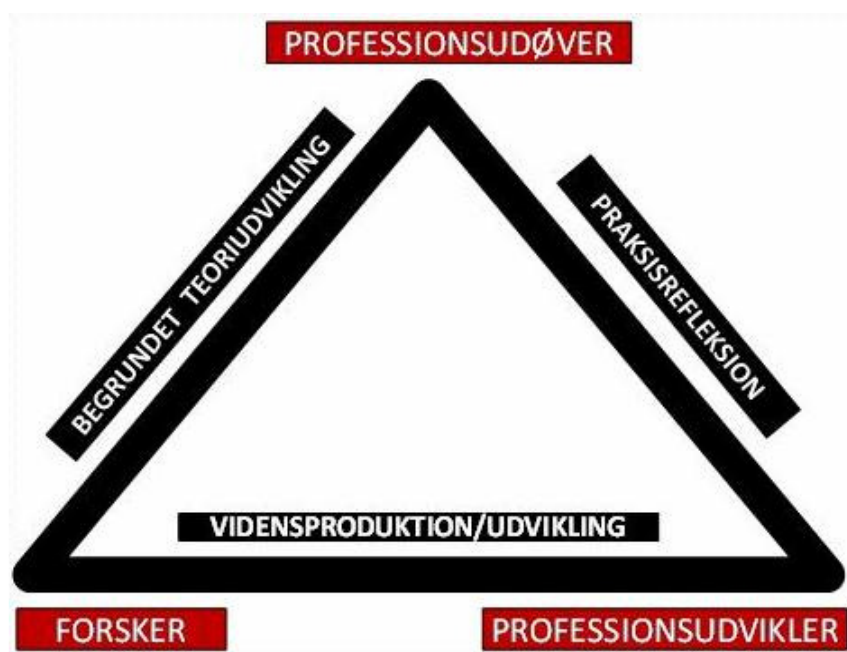 PROFESSIONSUDØVER
BEGRUNDET TEORIUDVIKLING
PRAKSISREFLEKSION
VIDENSPRODUKTION/UDVIKLING
FORSKER
PROFESSIONSUDVIKLER